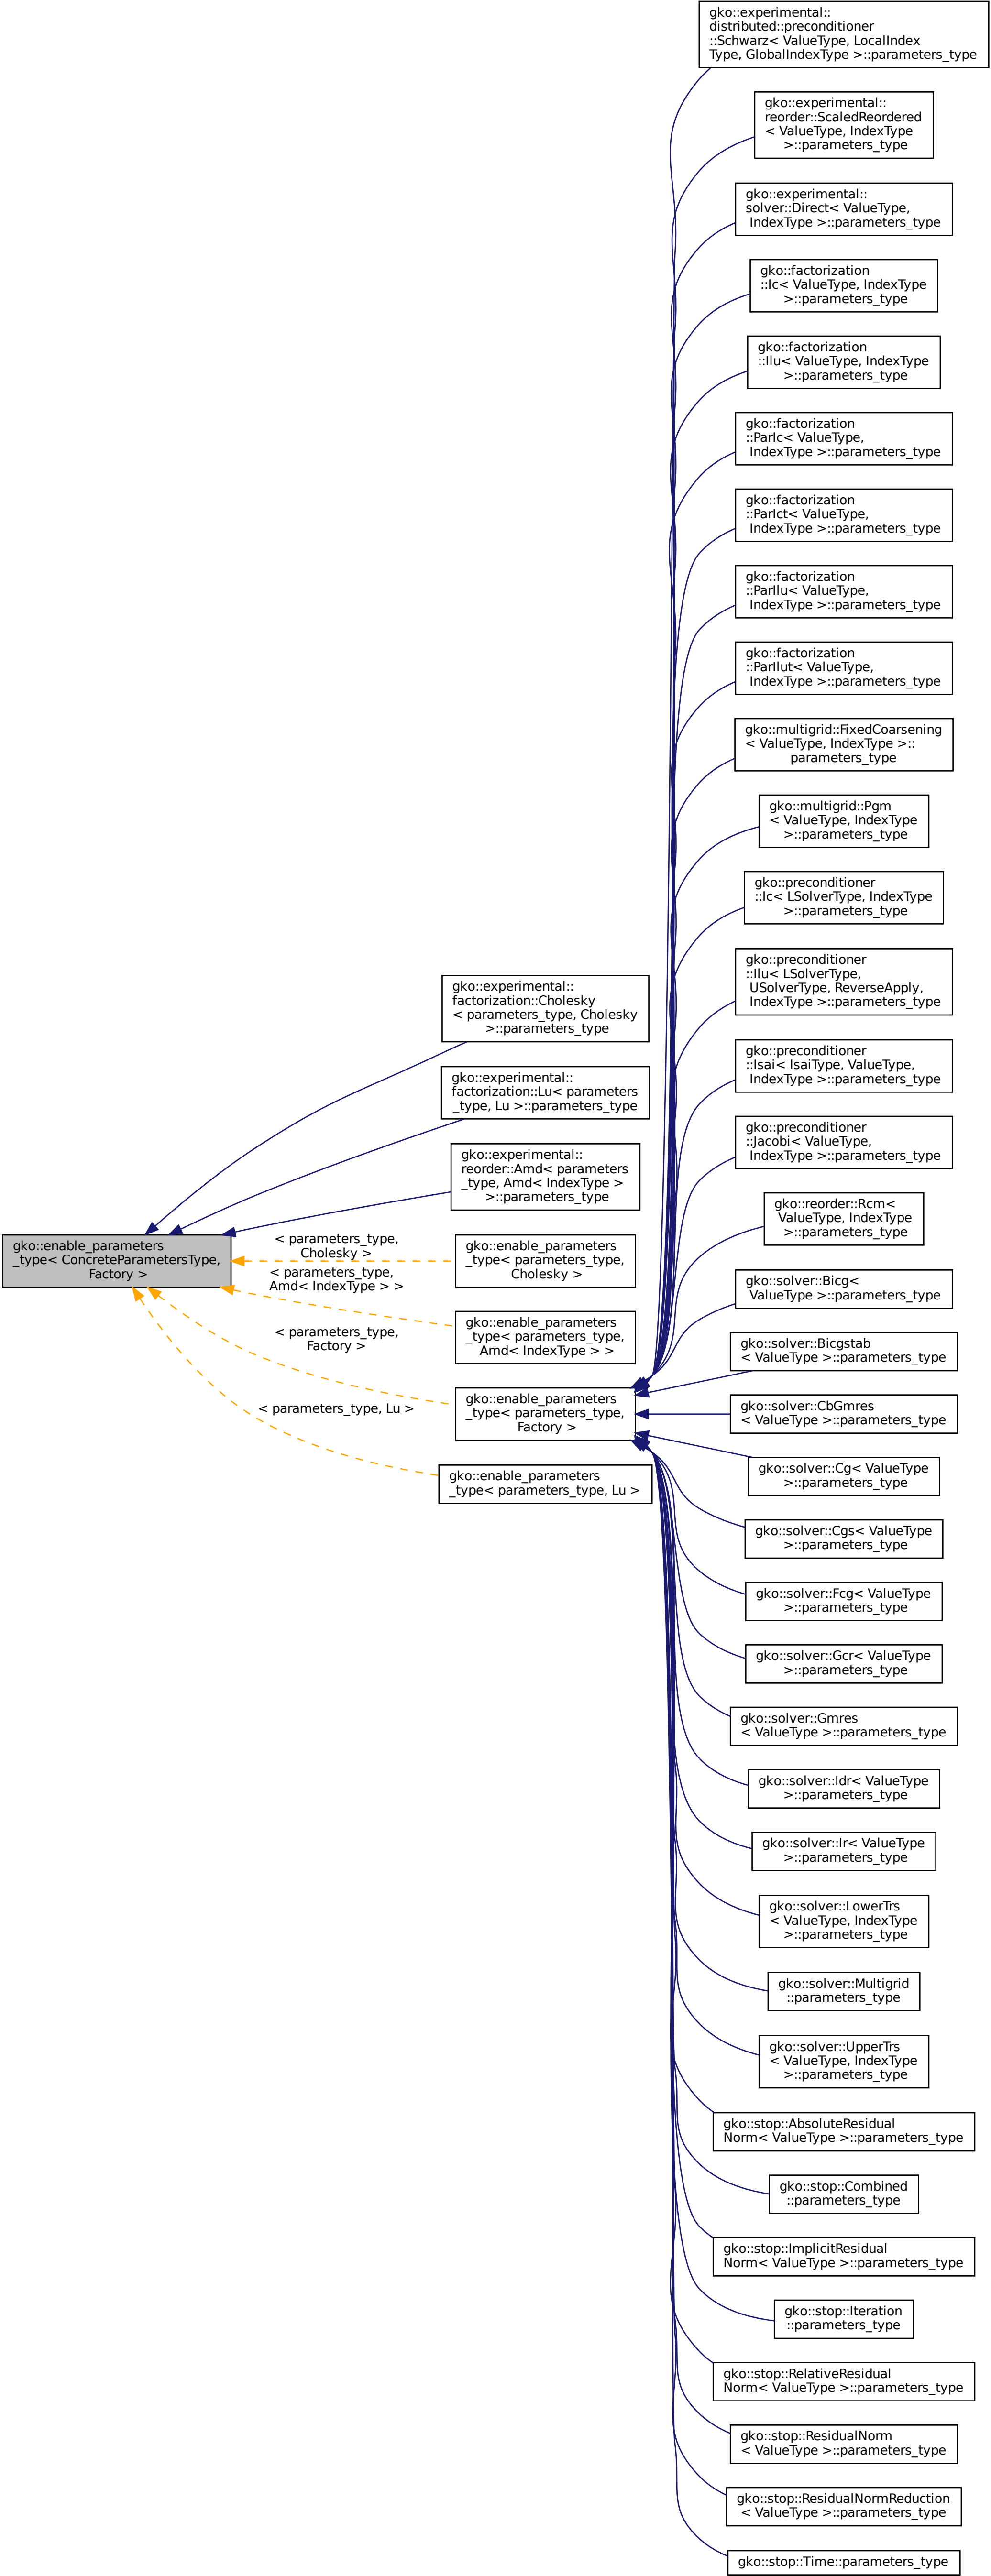 gko::enable_parameters
_type< ConcreteParametersType,
Factory >
gko::experimental::
factorization::Cholesky
< parameters_type, Cholesky
>::parameters_type
gko::experimental::
factorization::Lu< parameters
_type, Lu >::parameters_type
gko::experimental::
reorder::Amd< parameters
_type, Amd< IndexType >
>::parameters_type
< parameters_type,
Cholesky >
gko::enable_parameters
_type< parameters_type,
Cholesky >
< parameters_type,
Amd< IndexType > >
gko::enable_parameters
_type< parameters_type,
Amd< IndexType > >
< parameters_type,
Factory >
gko::enable_parameters
_type< parameters_type,
Factory >
< parameters_type, Lu >
gko::enable_parameters
_type< parameters_type, Lu >
gko::experimental::
distributed::preconditioner
::Schwarz< ValueType, LocalIndex
Type, GlobalIndexType >::parameters_type
gko::experimental::
reorder::ScaledReordered
< ValueType, IndexType
>::parameters_type
gko::experimental::
solver::Direct< ValueType,
IndexType >::parameters_type
gko::factorization
::Ic< ValueType, IndexType
>::parameters_type
gko::factorization
::Ilu< ValueType, IndexType
>::parameters_type
gko::factorization
::ParIc< ValueType,
IndexType >::parameters_type
gko::factorization
::ParIct< ValueType,
IndexType >::parameters_type
gko::factorization
::ParIlu< ValueType,
IndexType >::parameters_type
gko::factorization
::ParIlut< ValueType,
IndexType >::parameters_type
gko::multigrid::FixedCoarsening
< ValueType, IndexType >::
parameters_type
gko::multigrid::Pgm
< ValueType, IndexType
>::parameters_type
gko::preconditioner
::Ic< LSolverType, IndexType
>::parameters_type
gko::preconditioner
::Ilu< LSolverType,
USolverType, ReverseApply,
IndexType >::parameters_type
gko::preconditioner
::Isai< IsaiType, ValueType,
IndexType >::parameters_type
gko::preconditioner
::Jacobi< ValueType,
IndexType >::parameters_type
gko::reorder::Rcm<
ValueType, IndexType
>::parameters_type
gko::solver::Bicg<
ValueType >::parameters_type
gko::solver::Bicgstab
< ValueType >::parameters_type
gko::solver::CbGmres
< ValueType >::parameters_type
gko::solver::Cg< ValueType
>::parameters_type
gko::solver::Cgs< ValueType
>::parameters_type
gko::solver::Fcg< ValueType
>::parameters_type
gko::solver::Gcr< ValueType
>::parameters_type
gko::solver::Gmres
< ValueType >::parameters_type
gko::solver::Idr< ValueType
>::parameters_type
gko::solver::Ir< ValueType
>::parameters_type
gko::solver::LowerTrs
< ValueType, IndexType
>::parameters_type
gko::solver::Multigrid
::parameters_type
gko::solver::UpperTrs
< ValueType, IndexType
>::parameters_type
gko::stop::AbsoluteResidual
Norm< ValueType >::parameters_type
gko::stop::Combined
::parameters_type
gko::stop::ImplicitResidual
Norm< ValueType >::parameters_type
gko::stop::Iteration
::parameters_type
gko::stop::RelativeResidual
Norm< ValueType >::parameters_type
gko::stop::ResidualNorm
< ValueType >::parameters_type
gko::stop::ResidualNormReduction
< ValueType >::parameters_type
gko::stop::Time::parameters_type